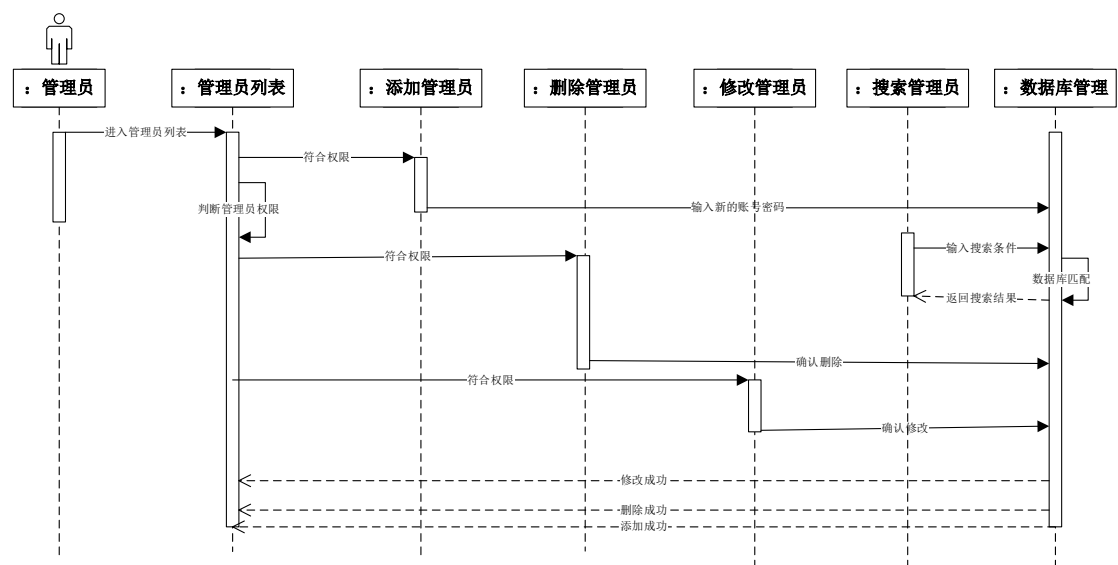 ：管理员
：管理员列表
：添加管理员
：删除管理员
：修改管理员
：搜索管理员
：数据库管理
进入管理员列表
符合权限
判断管理员权限
输入新的账号密码
输入搜索条件
符合权限
数据库匹配
返回搜索结果
确认删除
符合权限
确认修改
修改成功
删除成功
添加成功